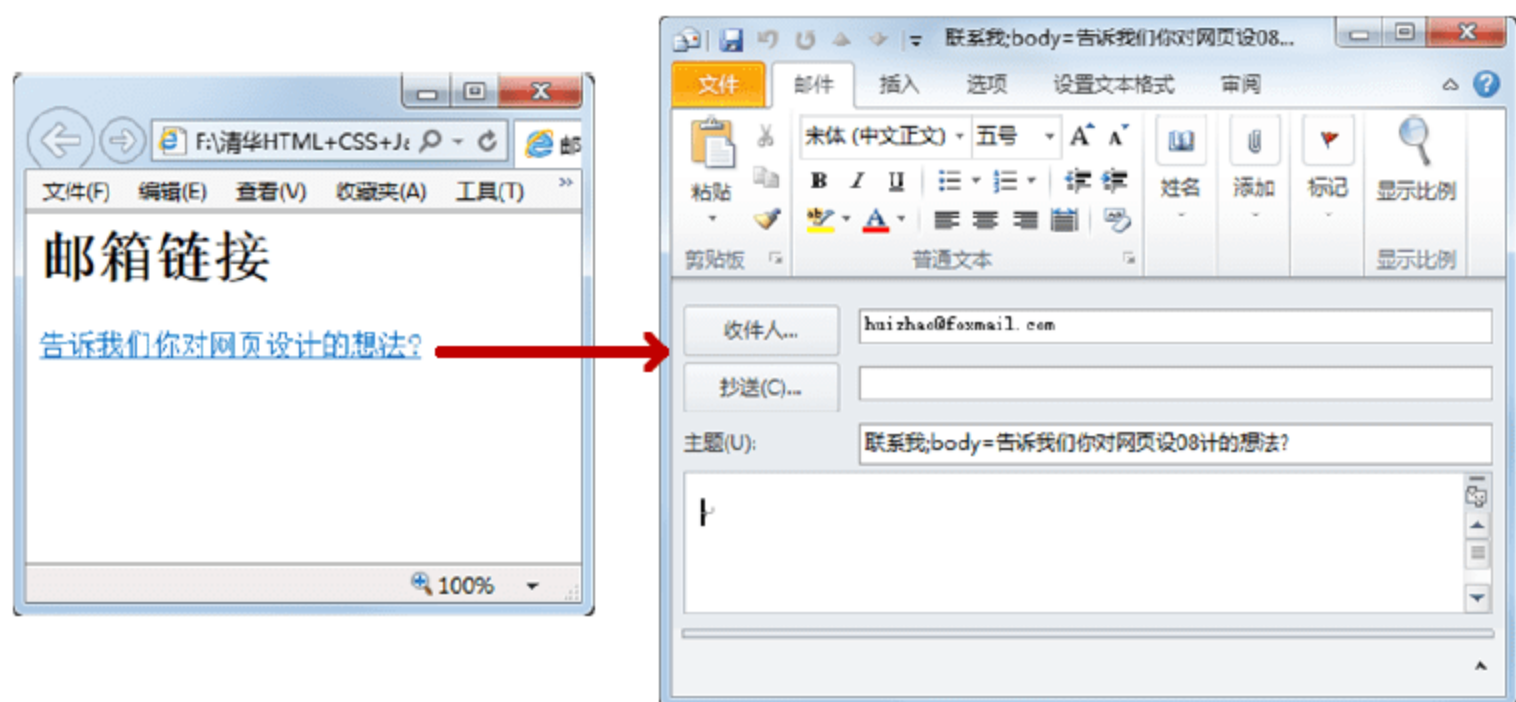 F:\清华HTML+CSS+Ja
邮
文件(F) 编辑(E) 查看(V) 收藏夹(A) 工具(T) »
邮箱链接
告诉我们你对网页设计的想法?
100%
联系我;body=告诉我们你对网页设08...
文件 邮件 插入 选项 设置文本格式 审阅
宋体 (中文正文) 五号 A A
粘贴 B I U 姓名 添加 标记 显示比例
ab A
剪贴板 普通文本 显示比例
收件人... huizhao@foxmail.com
抄送(C)...
主题(U): 联系我;body=告诉我们你对网页设08计的想法?